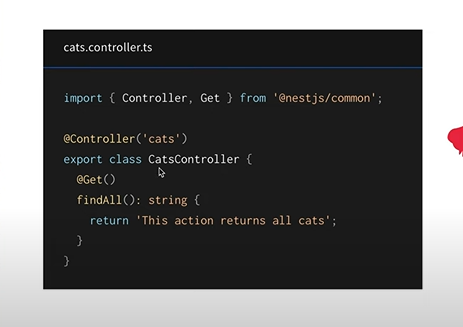 cats.controller.ts
import { Controller, Get } from '@nestjs/common';
@Controller('cats')
export class CatsController {
@Get()
findAll(): string {
return 'This action returns all cats';
}
}